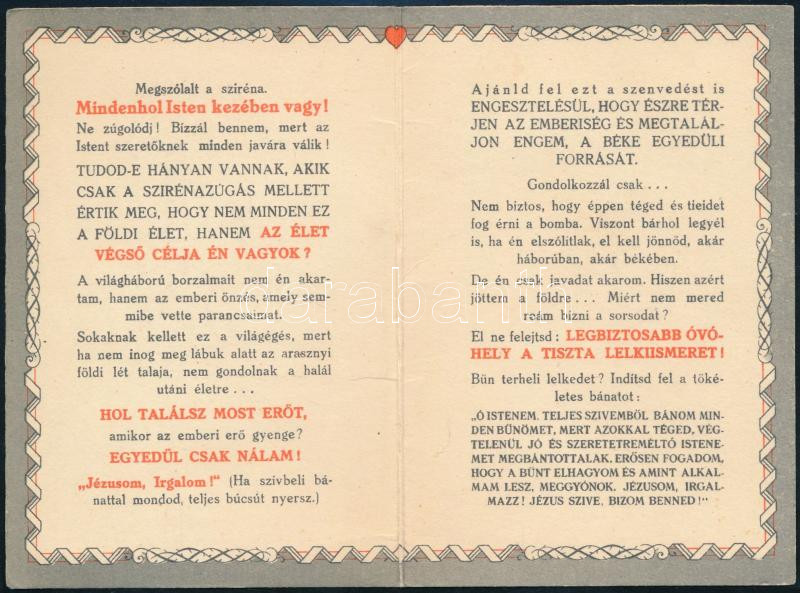 Megszólalt a sziréna.
Mindenhol Isten kezében vagy!
Ne zúgolódj! Bízzál bennem, mert az
Istent szeretőknek minden javára válik!
TUDOD-E HÁNYAN VANNAK, AKIK
CSAK A SZIRÉNAZÚGÁS MELLETT
ÉRTIK MEG, HOGY NEM MINDEN EZ
A FÖLDI ÉLET, HANEM AZ ÉLET
VÉGSŐ CÉLJA ÉN VAGYOK?
A világháború borzalmait nem én akar-
tam, hanem az emberi önzés, amely sem-
mibe vette parancsaimat.
Sokaknak kellett ez a világégés, mert
ha nem inog meg lábuk alatt az arasznyi
földi lét talaja, nem gondolnak a halál
utáni életre...
HOL TALÁLSZ MOST ERŐT,
amikor az emberi erő gyenge?
EGYEDÜL CSAK NÁLAM!
„Jézusom, Irgalom!" (Ha szivbeli bá-
nattal mondod, teljes búcsút nyersz.)
Ajánld fel ezt a szenvedést is
ENGESZTELÉSÜL, HOGY ÉSZRE TÉR-
JEN AZ EMBERISÉG ÉS MEGTALÁL-
JON ENGEM, A BÉKE EGYEDÜLI
FORRÁSÁT.
Gondolkozzál csak...
Nem biztos, hogy éppen téged és tieidet
fog érni a bomba. Viszont bárhol legyél
is, ha én elszólítlak, el kell jönnöd, akár
háborúban, akár békében.
De én csak javadat akarom. Hiszen azért
jöttem a földre... Miért nem mered
reám bízni a sorsodat?
El ne felejtsd: LEGBIZTOSABB ÓVÓ-
HELY A TISZTA LELKIISMERET!
Bün terheli lelkedet? Indítsd fel a töké-
letes bánatot:
„Ó ISTENEM. TELJES SZIVEMBŐL BÁNOM MIN-
DEN BŰNÖMET, MERT AZOKKAL TÉGED, VÉG-
TELENÜL JÓ ÉS SZERETETREMÉLTÓ ISTENE-
MET MEGBÁNTOTTALAK. ERŐSEN FOGADOM,
HOGY A BŰNT ELHAGYOM ÉS AMINT ALKAL-
MAM LESZ, MEGGYÓNOK. JÉZUSOM, IRGAL-
MAZZ! JÉZUS SZIVE, BIZOM BENNED!"
darabanth.com